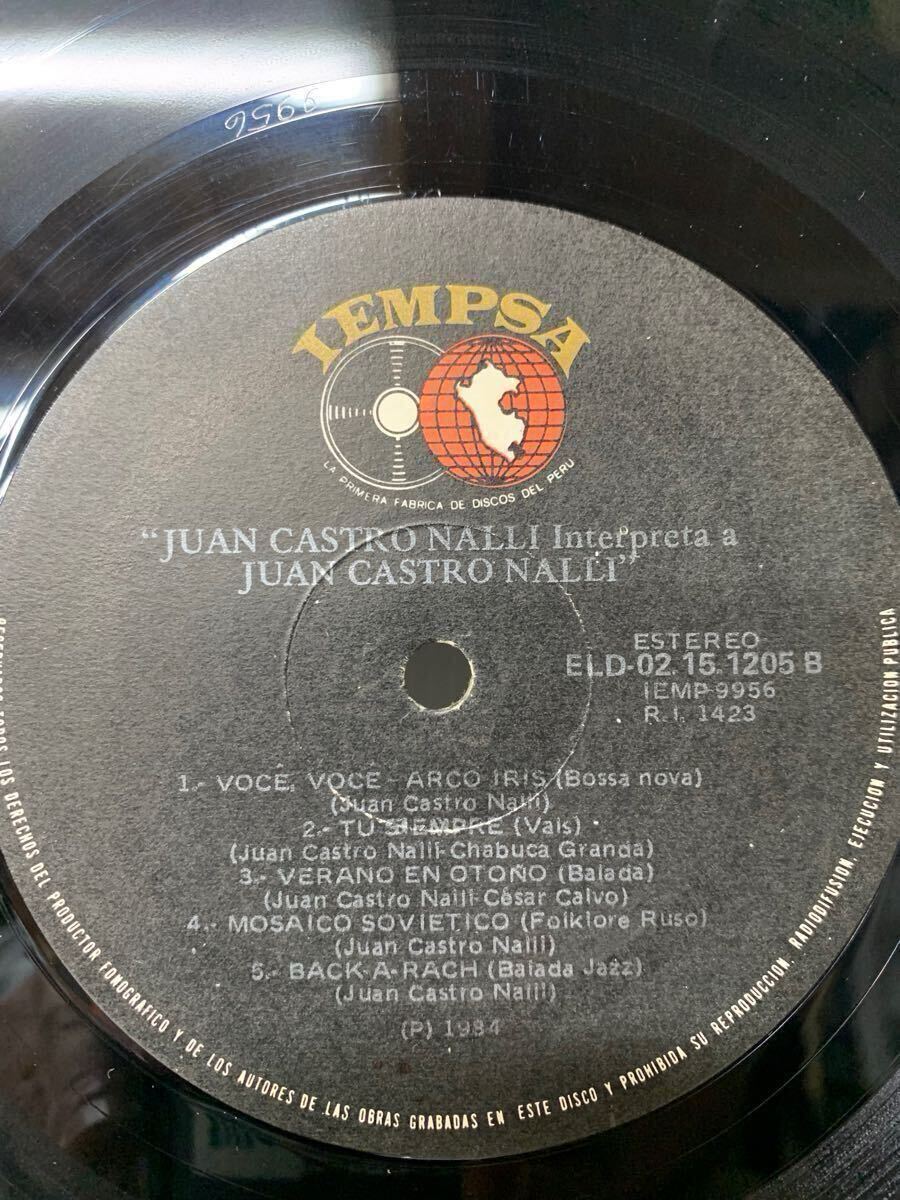 9956
IEMPSA
LA PRIMERA FABRICA DE DISCOS DEL PERU
“JUAN CASTRO NALLI Interpreta a
JUAN CASTRO NALLI”
ESTEREO
ELD-02.15.1205 B
IEMP-9956
R.I. 1423
1.- VOCÊ, VOCE - ARCO IRIS (Bossa nova)
(Juan Castro Nalli)
2.- TU SIEMPRE (Vals)
(Juan Castro Nalli-Chabuca Granda)
3.- VERANO EN OTOÑO (Balada)
(Juan Castro Nalli-César Calvo)
4.- MOSAICO SOVIETICO (Folklore Ruso)
(Juan Castro Nalli)
5.- BACK-A-RACH (Balada Jazz)
(Juan Castro Nalli)
(P) 1984
LOS DERECHOS DEL PRODUCTOR FONOGRAFICO Y DE LOS AUTORES DE LAS OBRAS GRABADAS EN ESTE DISCO Y PROHIBIDA SU REPRODUCCION, RADIODIFUSION, EJECUCION Y UTILIZACION PUBLICA